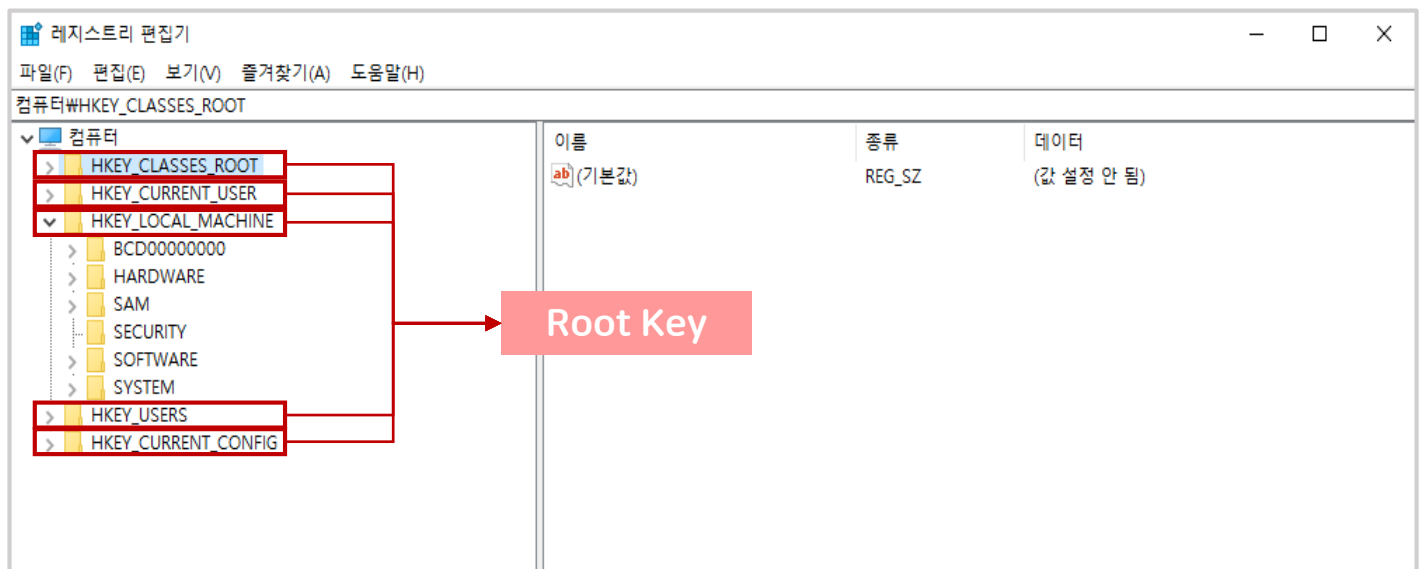 레지스트리 편집기
파일(F) 편집(E) 보기(V) 즐겨찾기(A) 도움말(H)
컴퓨터₩HKEY_CLASSES_ROOT
컴퓨터
HKEY_CLASSES_ROOT
HKEY_CURRENT_USER
HKEY_LOCAL_MACHINE
BCD00000000
HARDWARE
SAM
SECURITY
SOFTWARE
SYSTEM
HKEY_USERS
HKEY_CURRENT_CONFIG
이름 종류 데이터
ab (기본값) REG_SZ (값 설정 안 됨)
Root Key